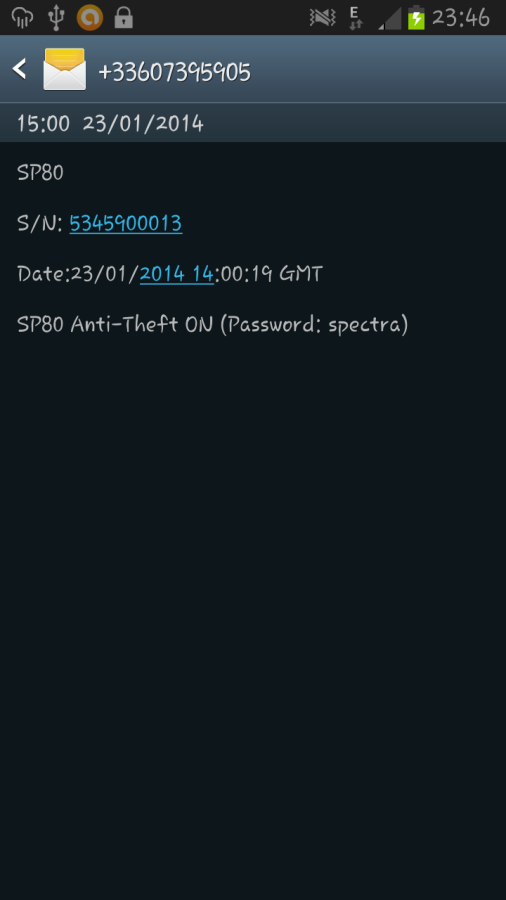 E 23:46
+33607395905
15:00 23/01/2014
SP80
S/N: 5345900013
Date:23/01/2014 14:00:19 GMT
SP80 Anti-Theft ON (Password: spectra)